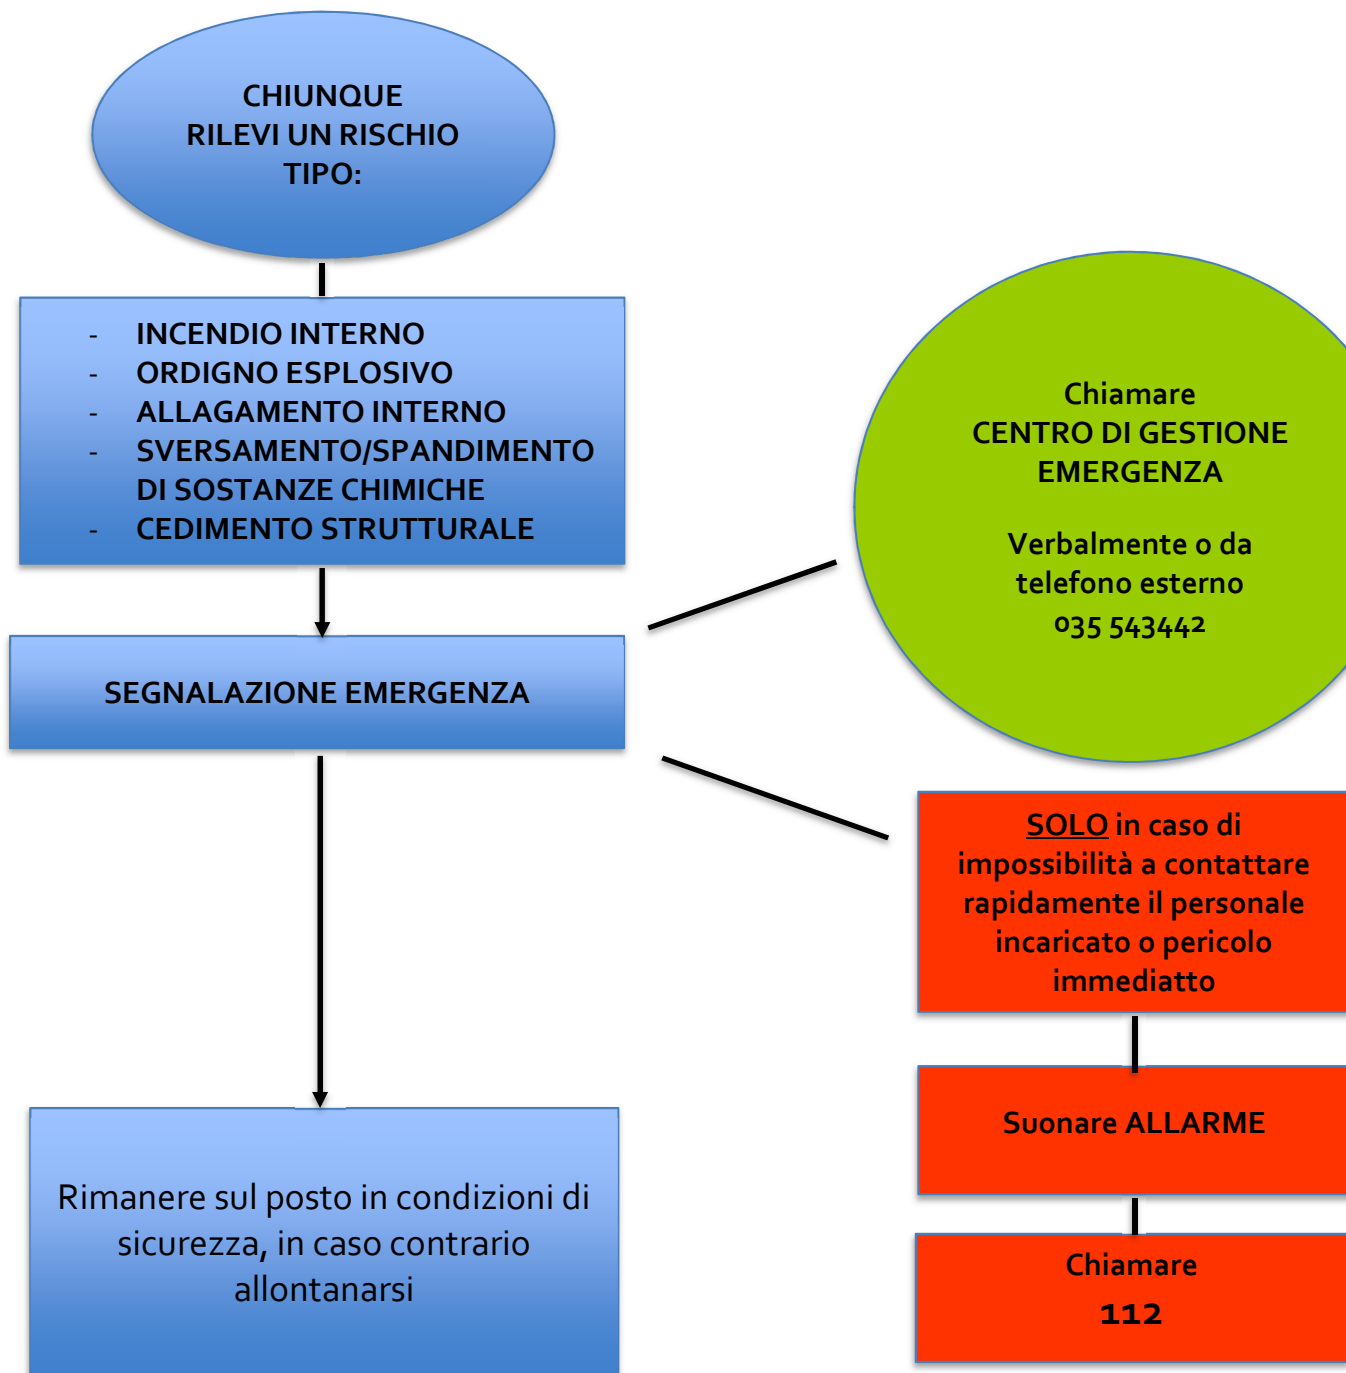 CHIUNQUE
RILEVI UN RISCHIO
TIPO:
- INCENDIO INTERNO
- ORDIGNO ESPLOSIVO
- ALLAGAMENTO INTERNO
- SVERSAMENTO/SPANDIMENTO
DI SOSTANZE CHIMICHE
- CEDIMENTO STRUTTURALE
SEGNALAZIONE EMERGENZA
Chiamare
CENTRO DI GESTIONE
EMERGENZA
Verbalmente o da
telefono esterno
035 543442
SOLO in caso di
impossibilità a contattare
rapidamente il personale
incaricato o pericolo
immediatto
Suonare ALLARME
Chiamare
112
Rimanere sul posto in condizioni di
sicurezza, in caso contrario
allontanarsi